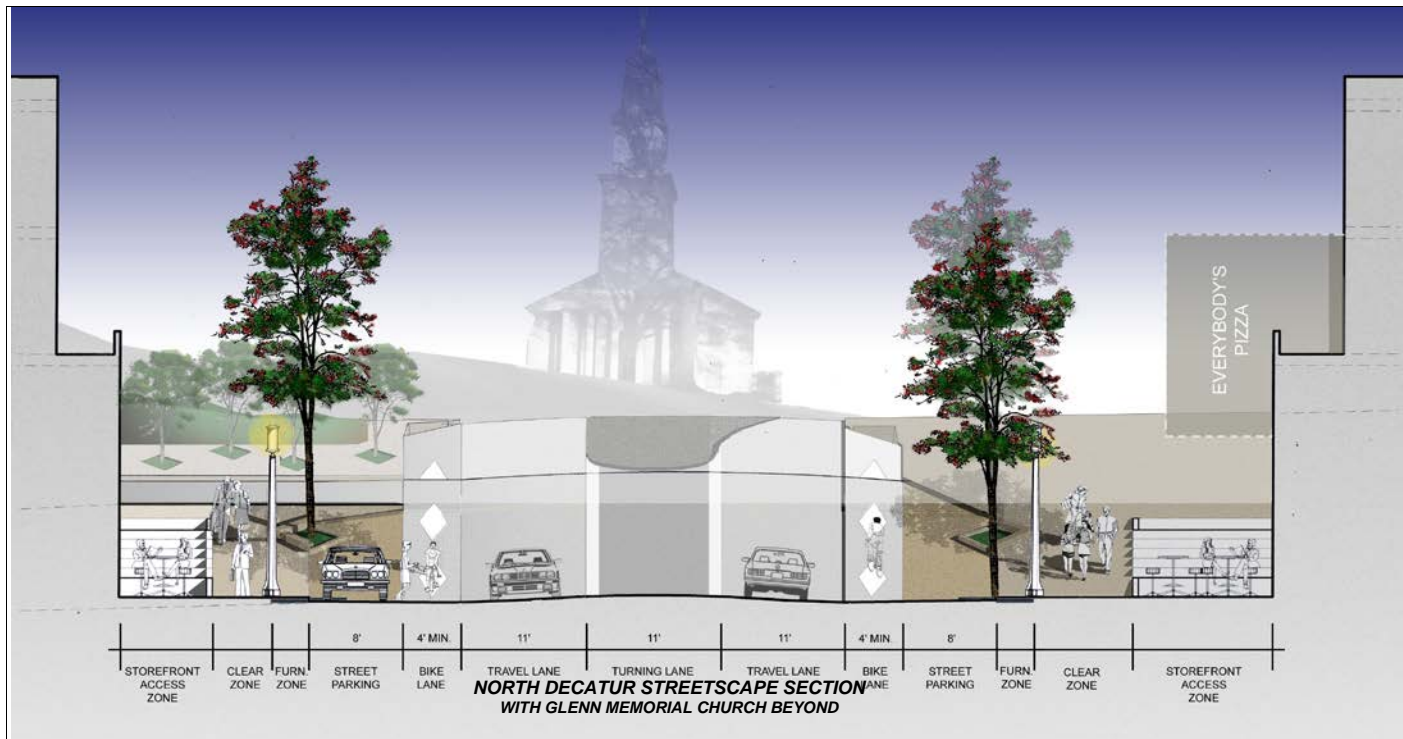 EVERYBODY'S
PIZZA
8' 4' MIN. 11' 11' 11' 4' MIN. 8'
STOREFRONT
ACCESS
ZONE
CLEAR
ZONE
FURN.
ZONE
STREET
PARKING
BIKE
LANE
TRAVEL LANE
TURNING LANE
TRAVEL LANE
BIKE
LANE
STREET
PARKING
FURN.
ZONE
CLEAR
ZONE
STOREFRONT
ACCESS
ZONE
NORTH DECATUR STREETSCAPE SECTION
WITH GLENN MEMORIAL CHURCH BEYOND